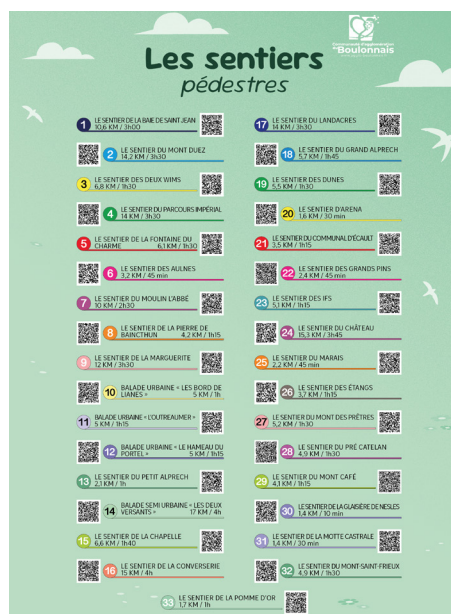 Communauté d'agglomération
du Boulonnais
Les sentiers
pédestres
1 LE SENTIER DE LA BAIE DE SAINT JEAN
10,6 KM / 3h00
2 LE SENTIER DU MONT DUEZ
14,2 KM / 3h30
3 LE SENTIER DES DEUX WIMS
6,8 KM / 1h30
4 LE SENTIER DU PARCOURS IMPÉRIAL
14 KM / 3h30
5 LE SENTIER DE LA FONTAINE DU
CHARME 6,1 KM / 1h30
6 LE SENTIER DES AULNES
3,2 KM / 45 min
7 LE SENTIER DU MOULIN L'ABBÉ
10 KM / 2h30
8 LE SENTIER DE LA PIERRE DE
BAINCTHUN 4,2 KM / 1h15
9 LE SENTIER DE LA MARGUERITE
12 KM / 3h30
10 BALADE URBAINE « LES BORD DE
LIANES » 5 KM / 1h
11 BALADE URBAINE « L'OUTREAUMER »
5 KM / 1h15
12 BALADE URBAINE « LE HAMEAU DU
PORTEL » 5 KM / 1h15
13 LE SENTIER DU PETIT ALPRECH
2,1 KM / 1h
14 BALADE SEMI URBAINE « LES DEUX
VERSANTS » 17 KM / 4h
15 LE SENTIER DE LA CHAPELLE
6,6 KM / 1h40
16 LE SENTIER DE LA CONVERSERIE
15 KM / 4h
17 LE SENTIER DU LANDACRES
14 KM / 3h30
18 LE SENTIER DU GRAND ALPRECH
5,7 KM / 1h45
19 LE SENTIER DES DUNES
5,5 KM / 1h30
20 LE SENTIER D'ARENA
1,6 KM / 30 min
21 LE SENTIER DU COMMUNAL D'ÉCAULT
3,5 KM / 1h15
22 LE SENTIER DES GRANDS PINS
2,4 KM / 45 min
23 LE SENTIER DES IFS
5,1 KM / 1h15
24 LE SENTIER DU CHÂTEAU
15,3 KM / 3h45
25 LE SENTIER DU MARAIS
2,2 KM / 45 min
26 LE SENTIER DES ÉTANGS
3,7 KM / 1h15
27 LE SENTIER DU MONT DES PRÊTRES
5,2 KM / 1h30
28 LE SENTIER DU PRÉ CATELAN
4,9 KM / 1h30
29 LE SENTIER DU MONT CAFÉ
4,1 KM / 1h15
30 LE SENTIER DE LA GLAISIÈRE DE NESLES
1,4 KM / 10 min
31 LE SENTIER DE LA MOTTE CASTRALE
1,4 KM / 30 min
32 LE SENTIER DU MONT-SAINT-FRIEUX
4,9 KM / 1h30
33 LE SENTIER DE LA POMME D'OR
1,7 KM / 1h